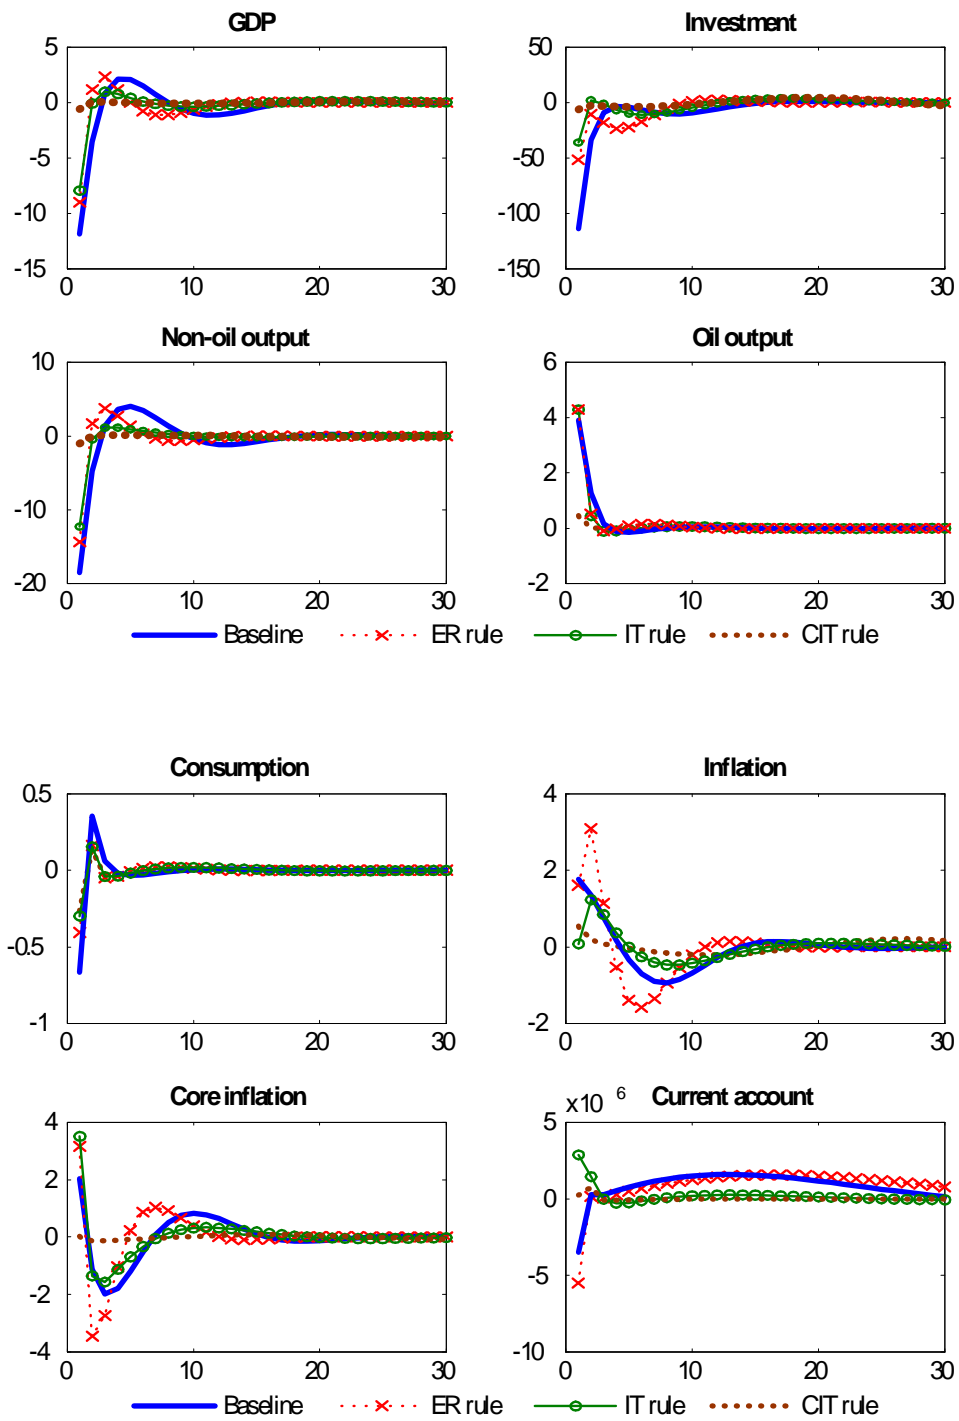 GDP
Investment
5
0
-5
-10
-15
0 10 20 30
50
0
-50
-100
-150
0 10 20 30
Non-oil output
Oil output
10
0
-10
-20
0 10 20 30
6
4
2
0
-2
0 10 20 30
Baseline ER rule IT rule CIT rule
Consumption
Inflation
0.5
0
-0.5
-1
0 10 20 30
4
2
0
-2
0 10 20 30
Core inflation
x10 6 Current account
4
2
0
-2
-4
0 10 20 30
5
0
-5
-10
0 10 20 30
Baseline ER rule IT rule CIT rule